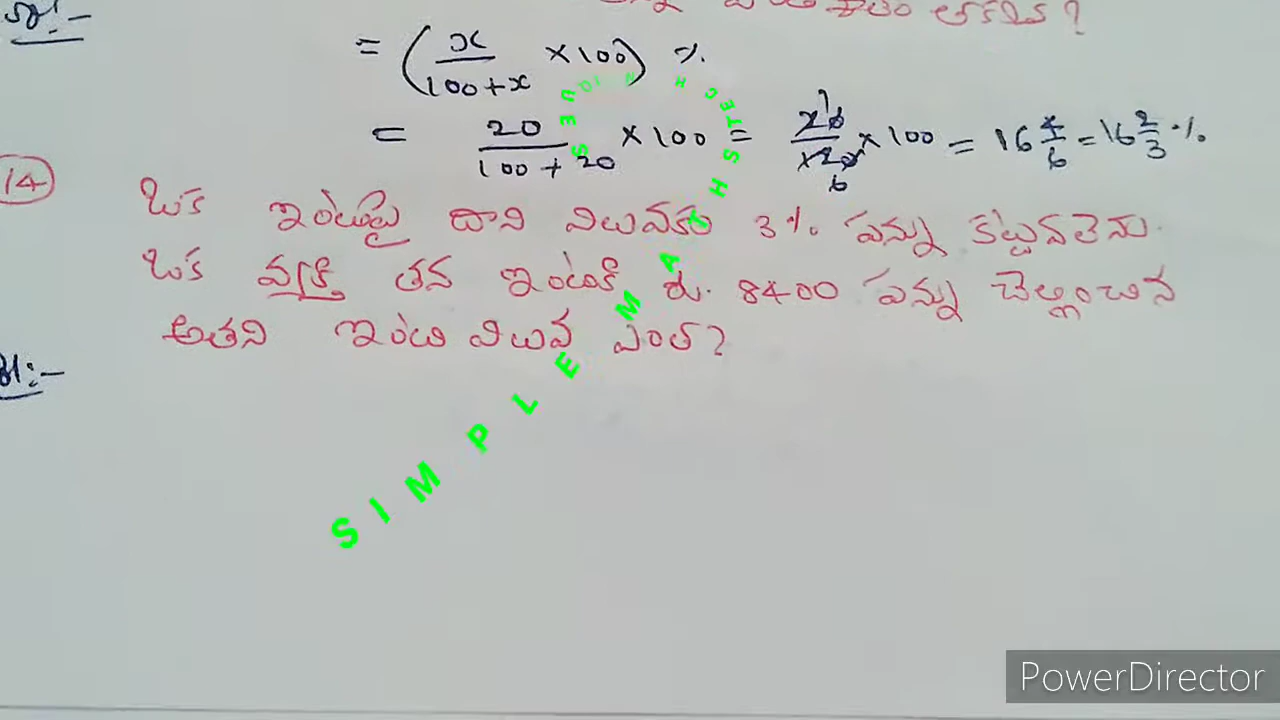 జ:-
= (x/(100+x) × 100) %
= 20/(100+20) × 100 = 20/120 × 100 = 16 4/6 = 16 2/3 %
14 ఒక ఇంటిపై దాని విలువకు 3% పన్ను కట్టవలెను.
ఒక వ్యక్తి తన ఇంటికి రు. 8400 పన్ను చెల్లించిన
అతని ఇంటి విలువ ఎంత?
SIMPLE MATHS TECHNIQUES
PowerDirector